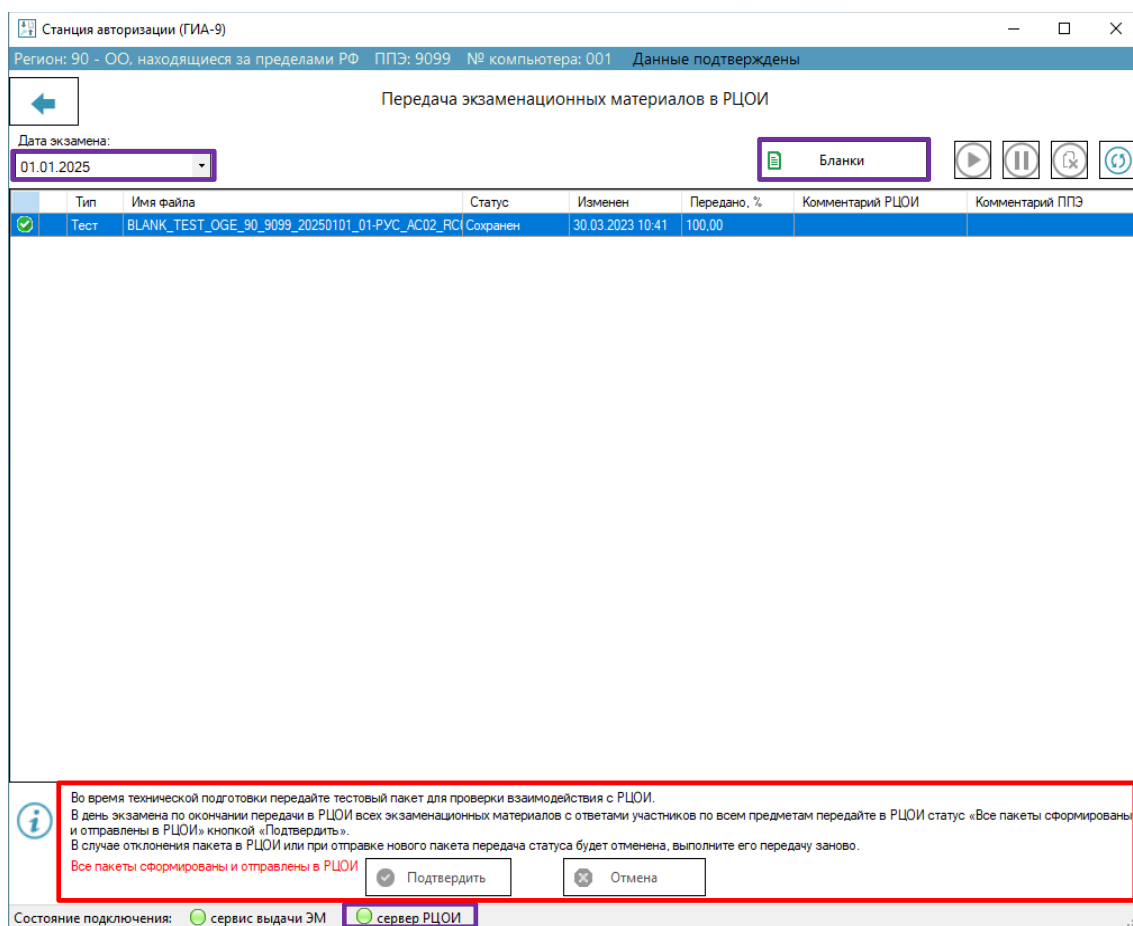 Станция авторизации (ГИА-9)
Регион: 90 - ОО, находящиеся за пределами РФ ППЭ: 9099 № компьютера: 001 Данные подтверждены
Передача экзаменационных материалов в РЦОИ
Дата экзамена:
01.01.2025
Бланки
Тип Имя файла Статус Изменен Передано, % Комментарий РЦОИ Комментарий ППЭ
Тест BLANK_TEST_OGE_90_9099_20250101_01-РУС_AC02_RC Сохранен 30.03.2023 10:41 100,00
Во время технической подготовки передайте тестовый пакет для проверки взаимодействия с РЦОИ.
В день экзамена по окончании передачи в РЦОИ всех экзаменационных материалов с ответами участников по всем предметам передайте в РЦОИ статус «Все пакеты сформированы
и отправлены в РЦОИ» кнопкой «Подтвердить».
В случае отклонения пакета в РЦОИ или при отправке нового пакета передача статуса будет отменена, выполните его передачу заново.
Все пакеты сформированы и отправлены в РЦОИ Подтвердить Отмена
Состояние подключения: сервис выдачи ЭМ сервер РЦОИ